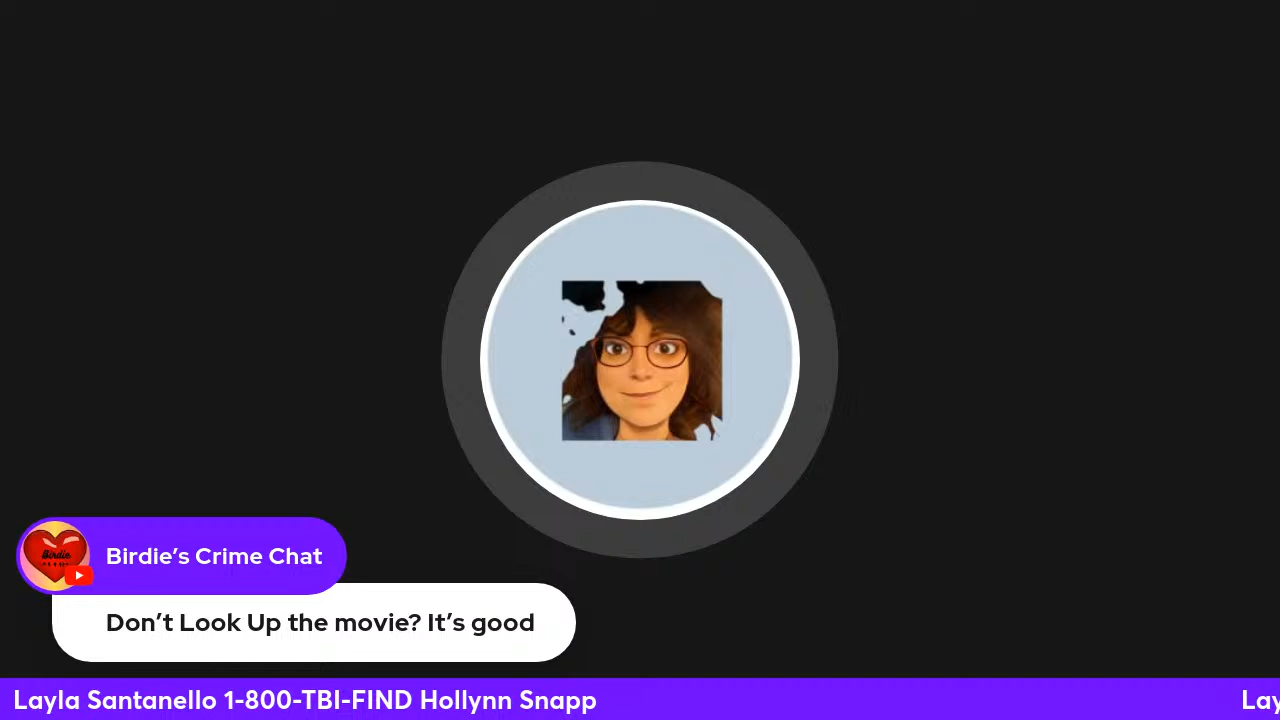 Birdie
Birdie’s Crime Chat
Don’t Look Up the movie? It’s good
Layla Santanello 1-800-TBI-FIND Hollynn Snapp
Lay